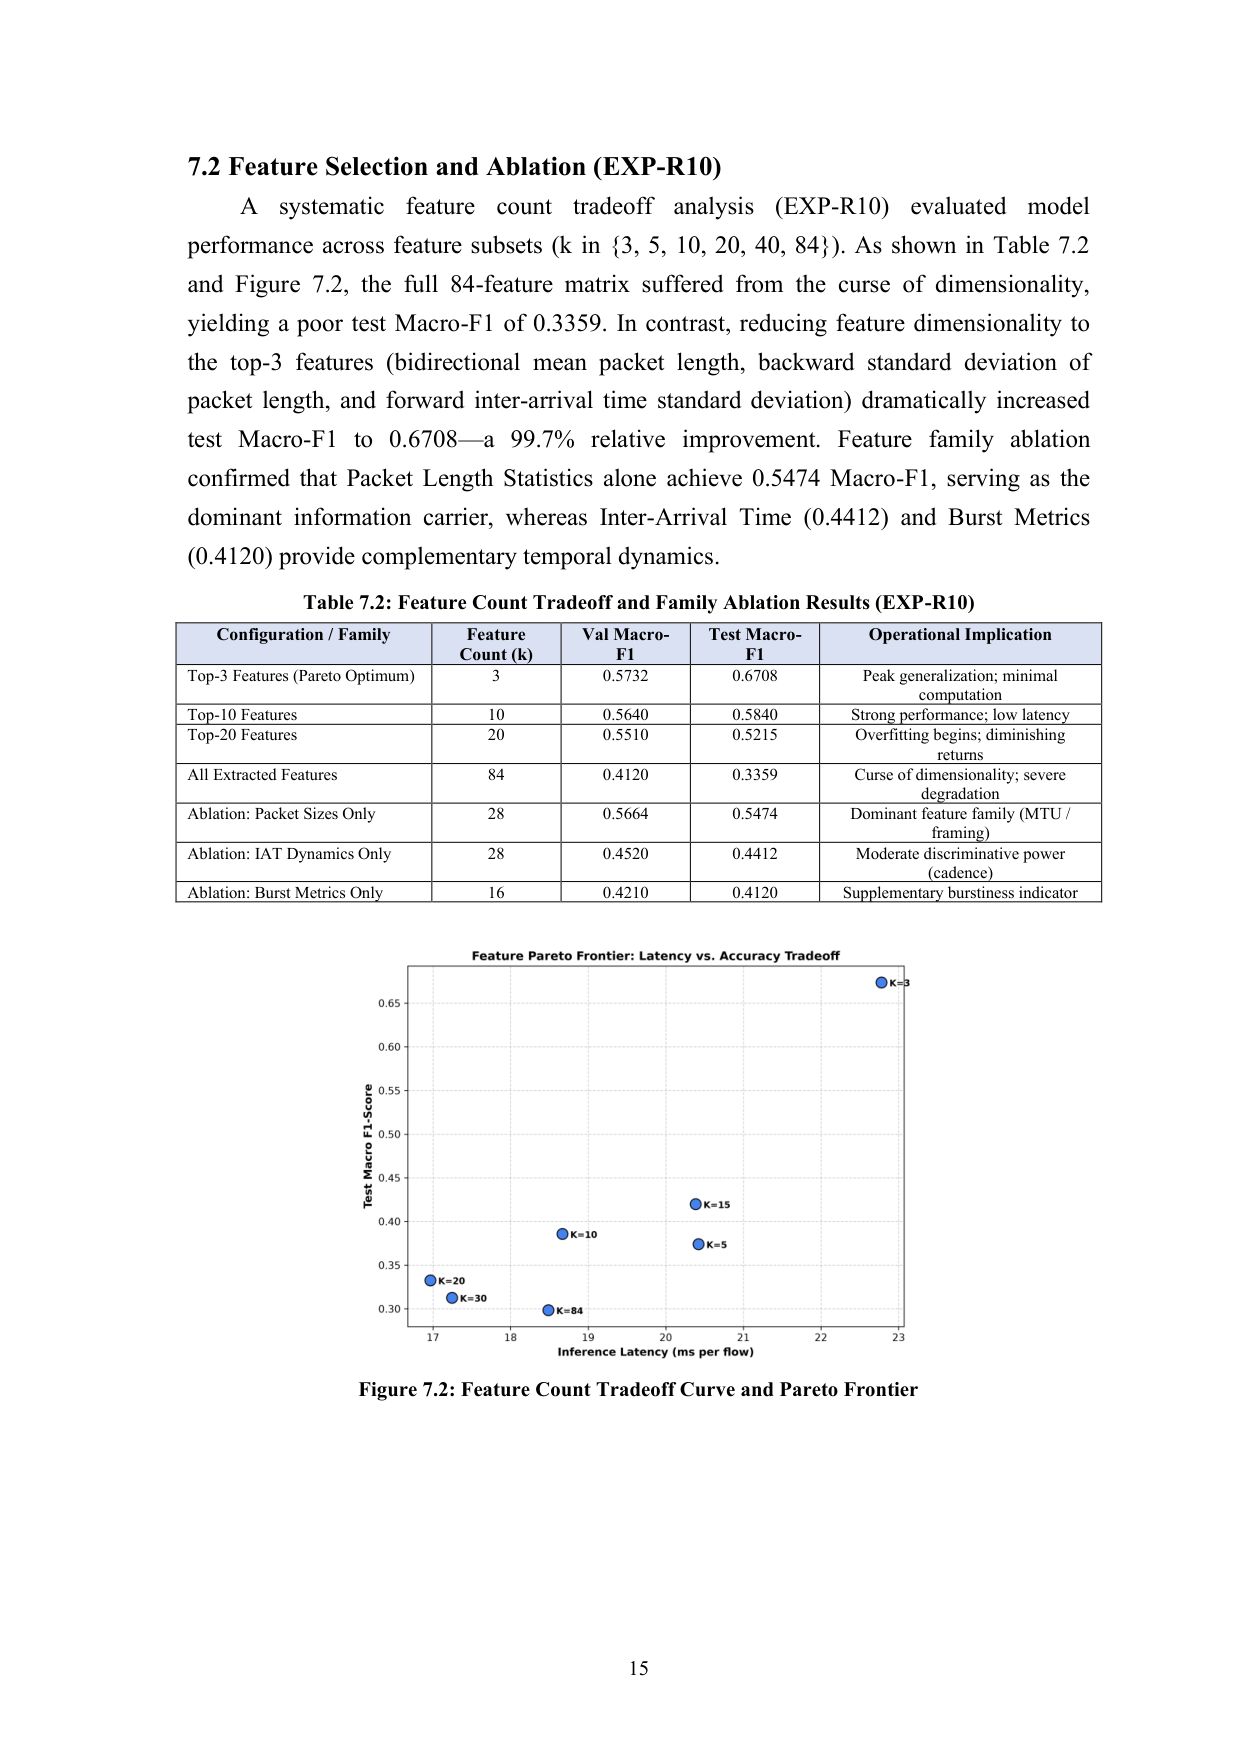 7.2 Feature Selection and Ablation (EXP-R10)
A systematic feature count tradeoff analysis (EXP-R10) evaluated model
performance across feature subsets (k in {3, 5, 10, 20, 40, 84}). As shown in Table 7.2
and Figure 7.2, the full 84-feature matrix suffered from the curse of dimensionality,
yielding a poor test Macro-F1 of 0.3359. In contrast, reducing feature dimensionality to
the top-3 features (bidirectional mean packet length, backward standard deviation of
packet length, and forward inter-arrival time standard deviation) dramatically increased
test Macro-F1 to 0.6708—a 99.7% relative improvement. Feature family ablation
confirmed that Packet Length Statistics alone achieve 0.5474 Macro-F1, serving as the
dominant information carrier, whereas Inter-Arrival Time (0.4412) and Burst Metrics
(0.4120) provide complementary temporal dynamics.
Table 7.2: Feature Count Tradeoff and Family Ablation Results (EXP-R10)
Configuration / Family Feature Val Macro- Test Macro- Operational Implication
Count (k) F1 F1
Top-3 Features (Pareto Optimum) 3 0.5732 0.6708 Peak generalization; minimal
computation
Top-10 Features 10 0.5640 0.5840 Strong performance; low latency
Top-20 Features 20 0.5510 0.5215 Overfitting begins; diminishing
returns
All Extracted Features 84 0.4120 0.3359 Curse of dimensionality; severe
degradation
Ablation: Packet Sizes Only 28 0.5664 0.5474 Dominant feature family (MTU /
framing)
Ablation: IAT Dynamics Only 28 0.4520 0.4412 Moderate discriminative power
(cadence)
Ablation: Burst Metrics Only 16 0.4210 0.4120 Supplementary burstiness indicator
Feature Pareto Frontier: Latency vs. Accuracy Tradeoff
K=3
0.65
0.60
0.55
0.50
0.45
K=15
0.40
K=10
K=5
0.35
K=20
K=30
0.30
K=84
Test Macro F1-Score
17 18 19 20 21 22 23
Inference Latency (ms per flow)
Figure 7.2: Feature Count Tradeoff Curve and Pareto Frontier
15